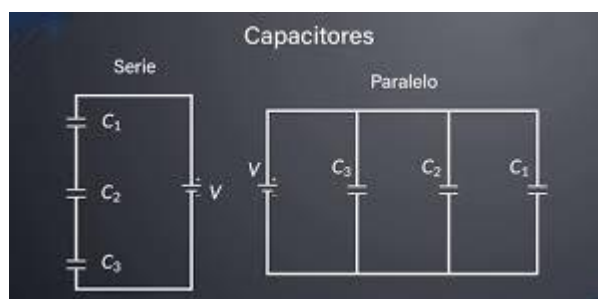 Capacitores
Serie
C₁
C₂
C₃
V
Paralelo
V
C₃
C₂
C₁